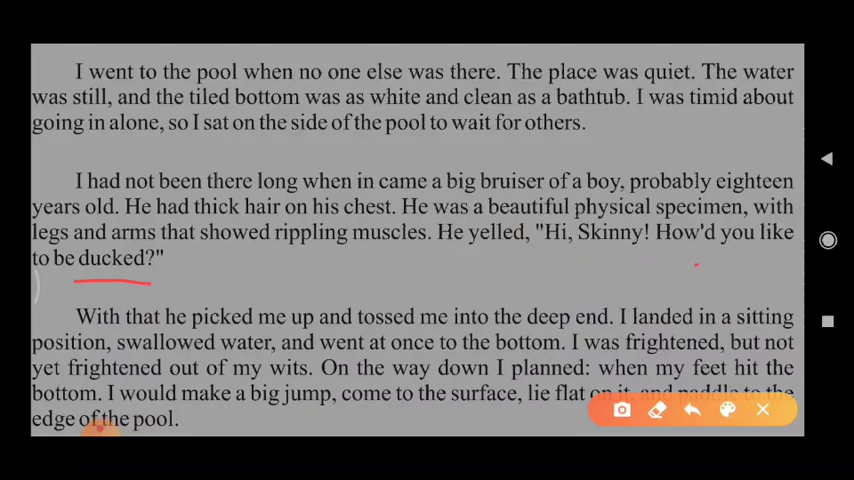 I went to the pool when no one else was there. The place was quiet. The water
was still, and the tiled bottom was as white and clean as a bathtub. I was timid about
going in alone, so I sat on the side of the pool to wait for others.
I had not been there long when in came a big bruiser of a boy, probably eighteen
years old. He had thick hair on his chest. He was a beautiful physical specimen, with
legs and arms that showed rippling muscles. He yelled, "Hi, Skinny! How'd you like
to be ducked?"
With that he picked me up and tossed me into the deep end. I landed in a sitting
position, swallowed water, and went at once to the bottom. I was frightened, but not
yet frightened out of my wits. On the way down I planned: when my feet hit the
bottom. I would make a big jump, come to the surface, lie flat on it, and paddle to the
edge of the pool.